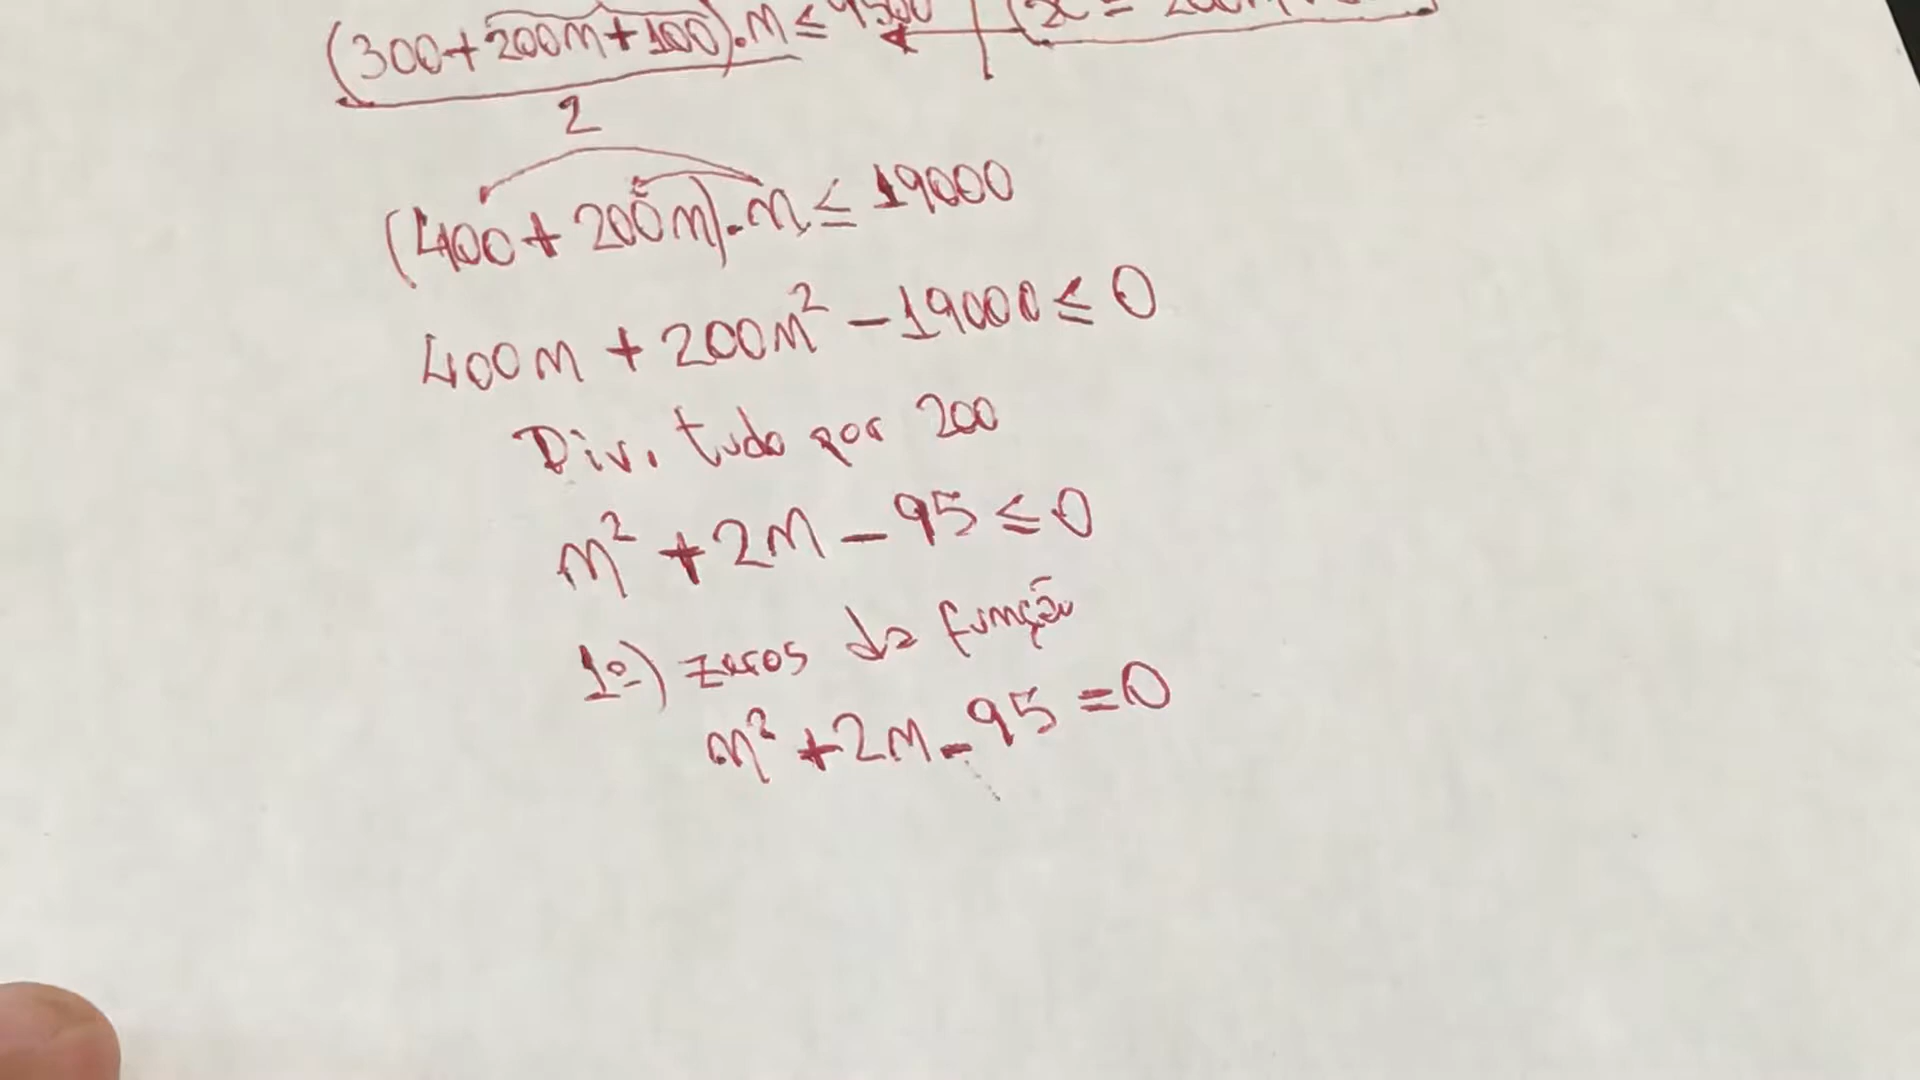 (300+200m+100).m ≤ 9500
2
(400 + 200m).m ≤ 19000
400m + 200m² - 19000 ≤ 0
Div. tudo por 200
m² + 2m - 95 ≤ 0
1º) zeros da função
m² + 2m - 95 = 0